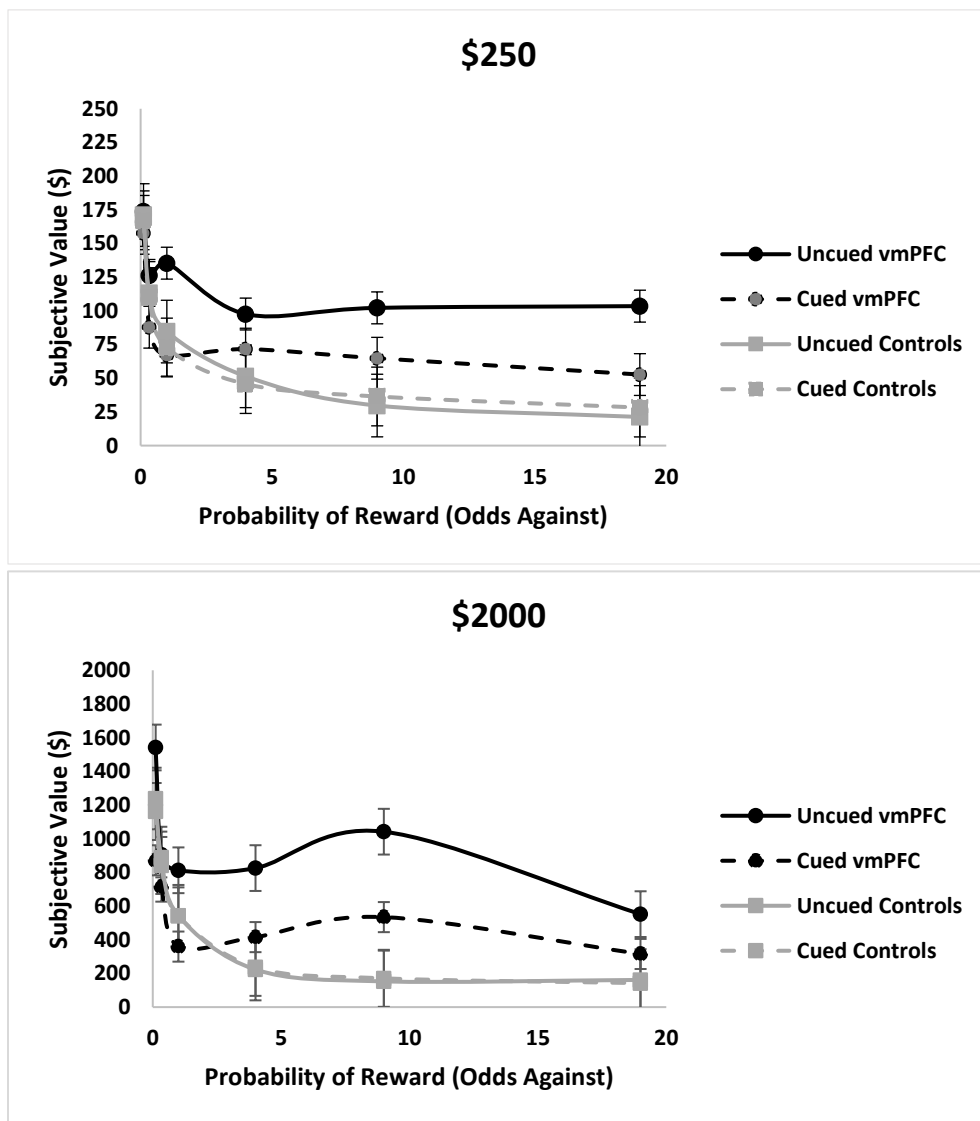 $250
250
225
200
175
150
125
100
75
50
25
0
Subjective Value ($)
0 5 10 15 20
Probability of Reward (Odds Against)
Uncued vmPFC
Cued vmPFC
Uncued Controls
Cued Controls
$2000
2000
1800
1600
1400
1200
1000
800
600
400
200
0
Subjective Value ($)
0 5 10 15 20
Probability of Reward (Odds Against)
Uncued vmPFC
Cued vmPFC
Uncued Controls
Cued Controls